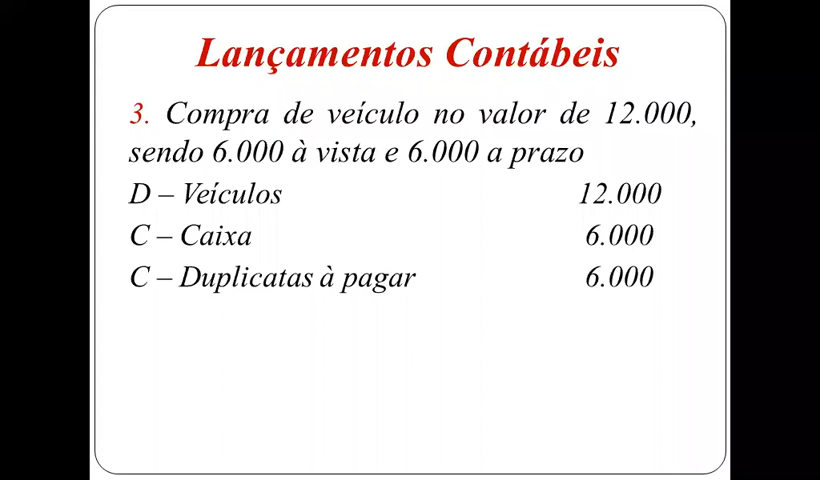 Lançamentos Contábeis
3. Compra de veículo no valor de 12.000,
sendo 6.000 à vista e 6.000 a prazo
D – Veículos 12.000
C – Caixa 6.000
C – Duplicatas à pagar 6.000